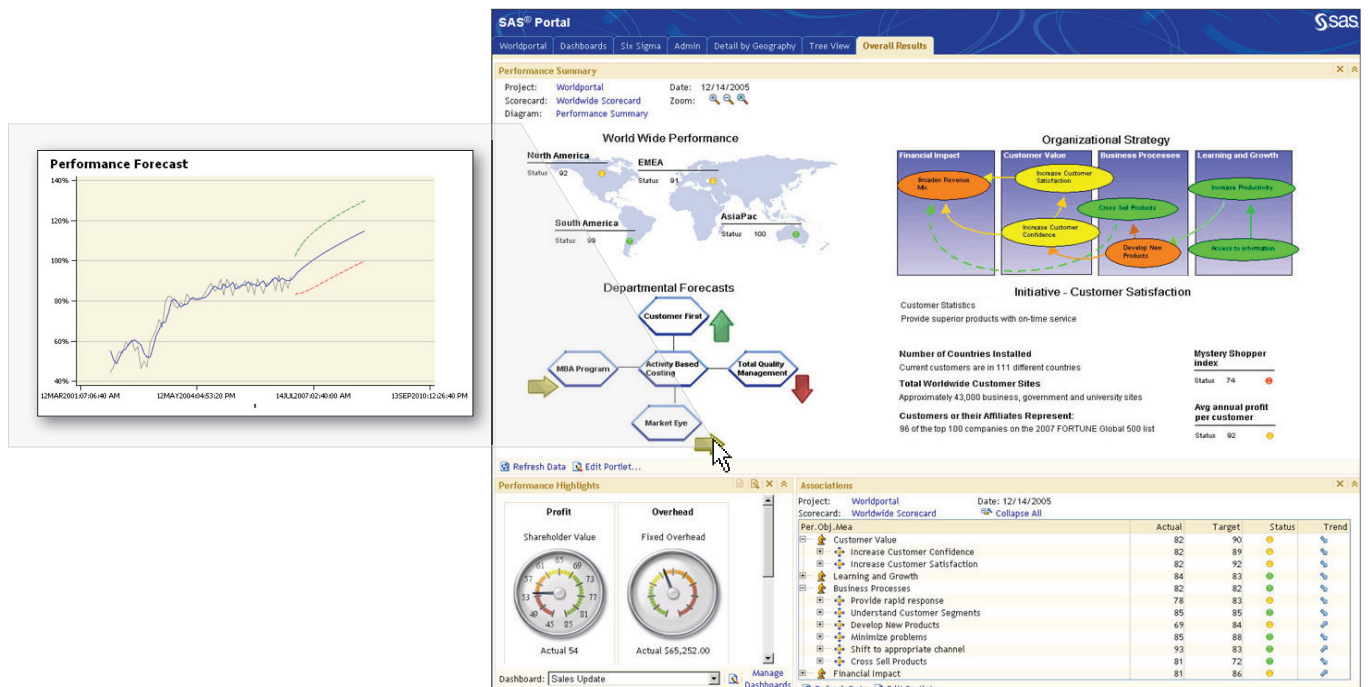 SAS® Portal
sas
Worldportal Dashboards Six Sigma Admin Detail by Geography Tree View Overall Results
Performance Summary
Project: Worldportal Date: 12/14/2005
Scorecard: Worldwide Scorecard Zoom:
Diagram: Performance Summary
Performance Forecast
140%
120%
100%
80%
60%
40%
12MAR2001:07:06:40 AM 12MAY2004:04:53:20 PM 14JUL2007:02:40:00 AM 13SEP2010:12:26:40 PM
World Wide Performance
North America
Status 92
EMEA
Status 91
South America
Status 99
AsiaPac
Status 100
Departmental Forecasts
Customer First
MBA Program
Activity Based
Costing
Total Quality
Management
Market Eye
Organizational Strategy
Financial Impact Customer Value Business Processes Learning and Growth
Broaden Revenue
Mix
Increase Customer
Satisfaction
Increase Customer
Confidence
Cross Sell Products
Develop New
Products
Increase Productivity
Access to information
Initiative - Customer Satisfaction
Customer Statistics
Provide superior products with on-time service
Number of Countries Installed
Current customers are in 111 different countries
Total Worldwide Customer Sites
Approximately 43,000 business, government and university sites
Customers or their Affiliates Represent:
96 of the top 100 companies on the 2007 FORTUNE Global 500 list
Mystery Shopper
index
Status 74
Avg annual profit
per customer
Status 92
Refresh Data Edit Portlet...
Performance Highlights
Profit
Shareholder Value
45 49 53 57 61 65 69 73 77 81 85
Actual 54
Overhead
Fixed Overhead
Actual $65,252.00
Dashboard: Sales Update
Manage
Dashboards
Associations
Project: Worldportal Date: 12/14/2005
Scorecard: Worldwide Scorecard Collapse All
Per.Obj.Mea Actual Target Status Trend
Customer Value 82 90
Increase Customer Confidence 82 89
Increase Customer Satisfaction 82 92
Learning and Growth 84 83
Business Processes 82 82
Provide rapid response 78 83
Understand Customer Segments 85 85
Develop New Products 69 84
Minimize problems 85 88
Shift to appropriate channel 93 83
Cross Sell Products 81 72
Financial Impact 81 86